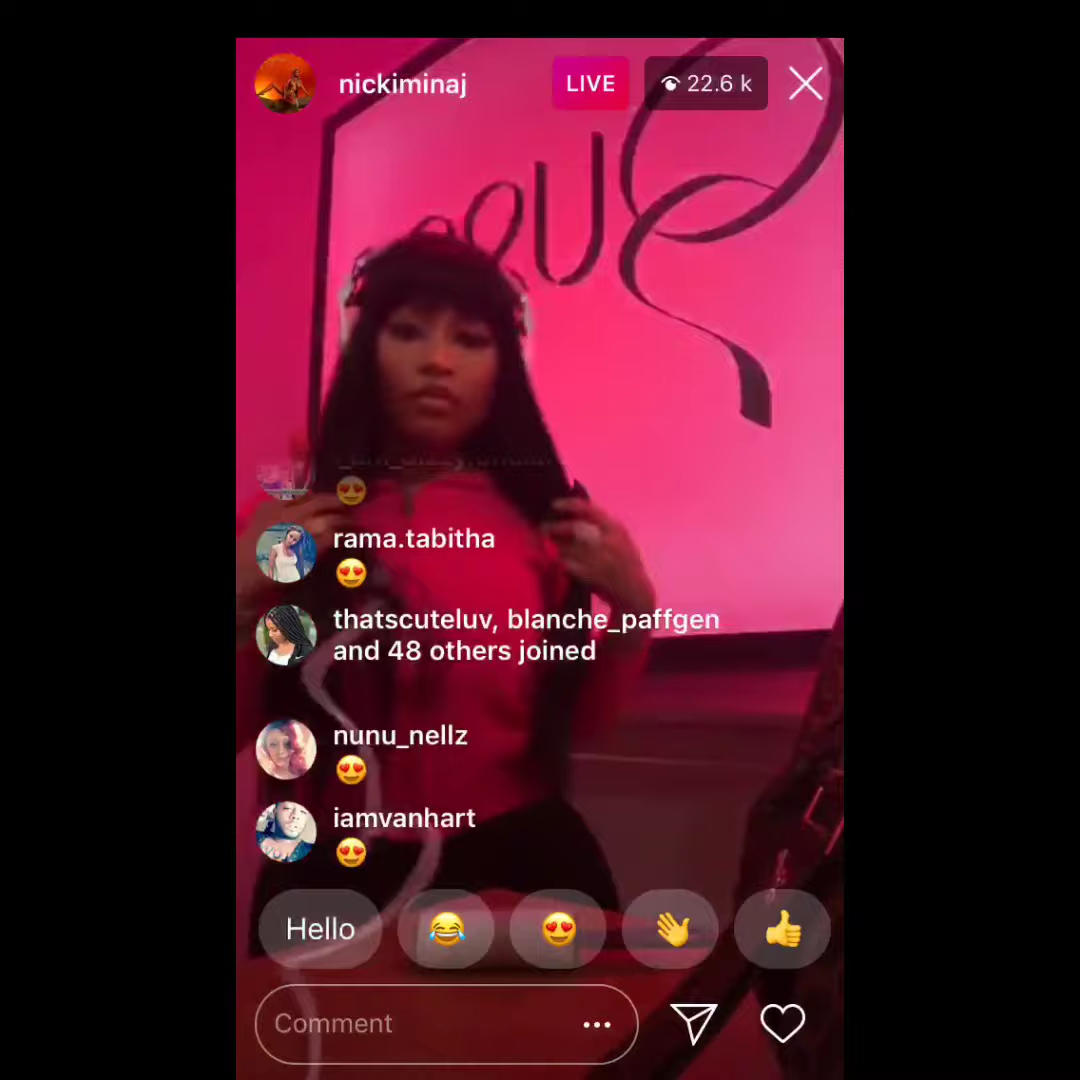 nickiminaj
LIVE
22.6 k
rama.tabitha
thatscuteluv, blanche_paffgen
and 48 others joined
nunu_nellz
iamvanhart
Hello
Comment